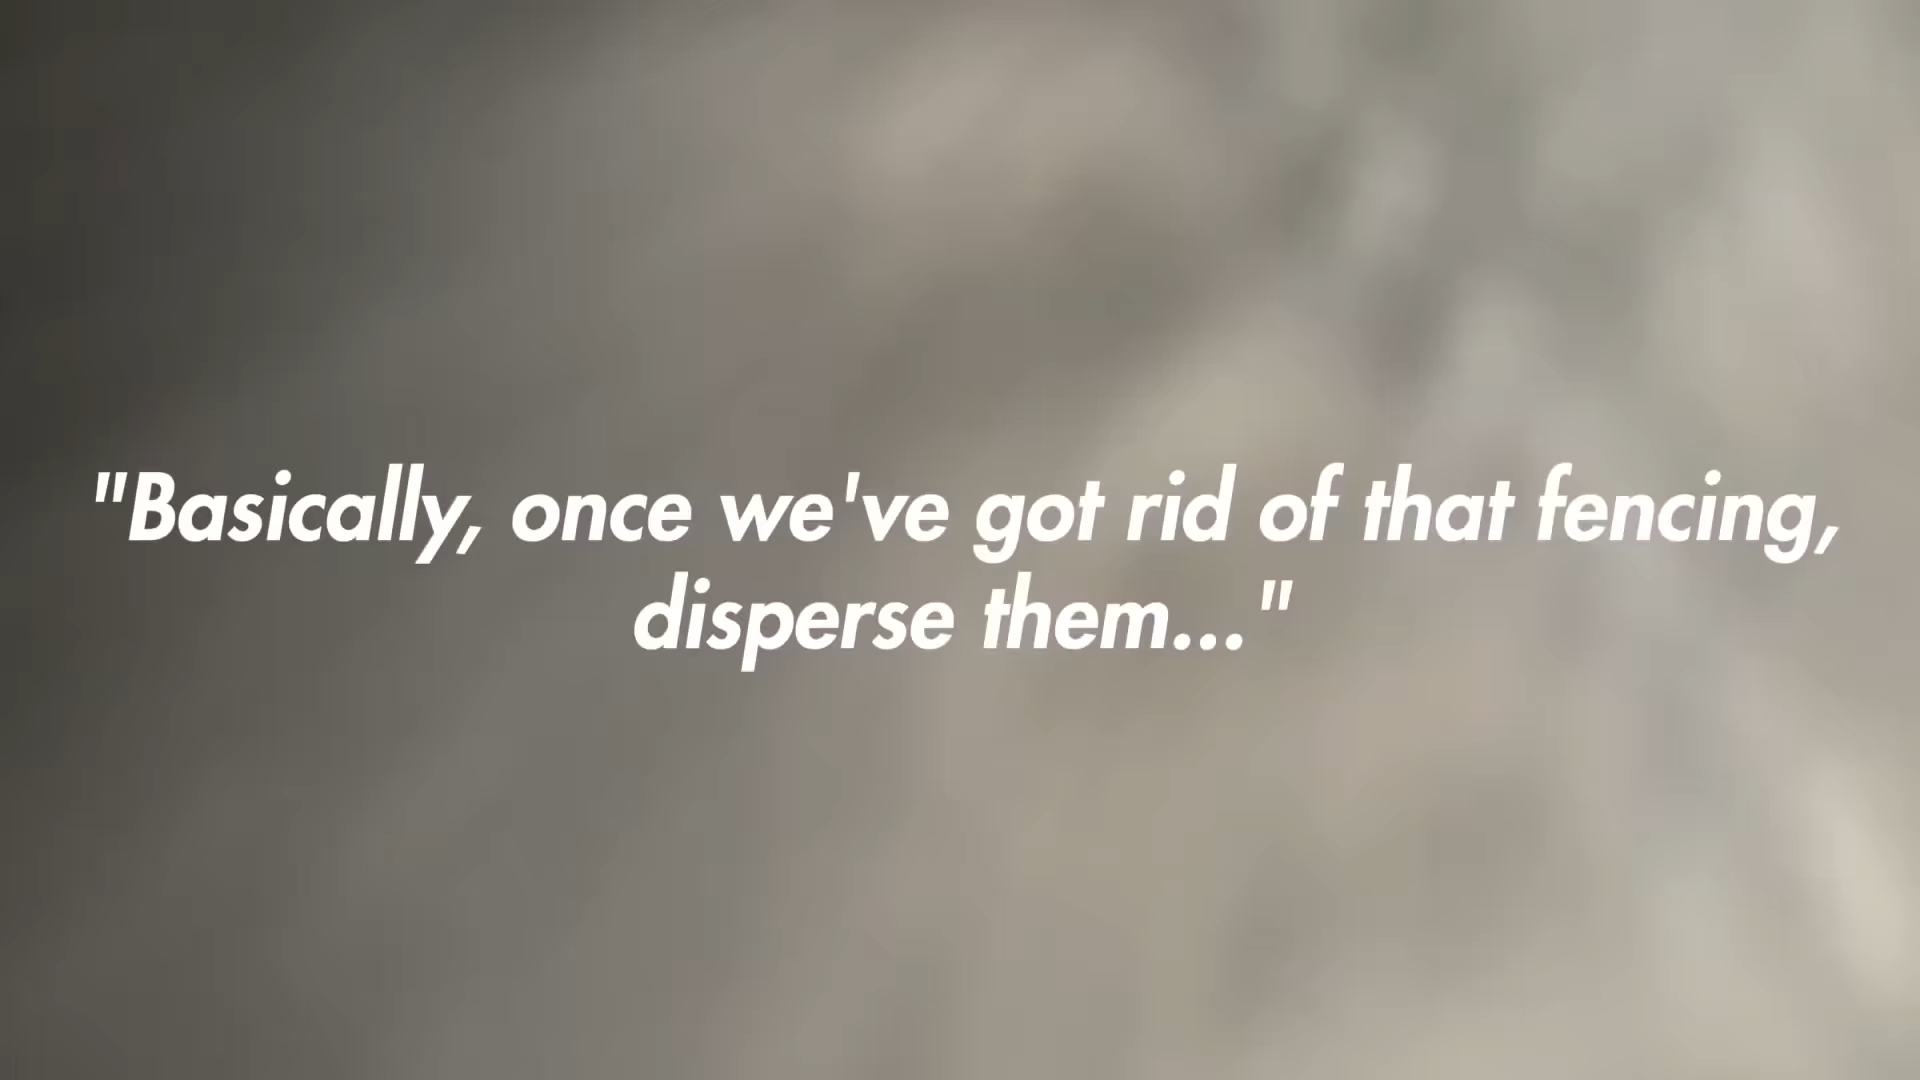 "Basically, once we've got rid of that fencing,
disperse them..."